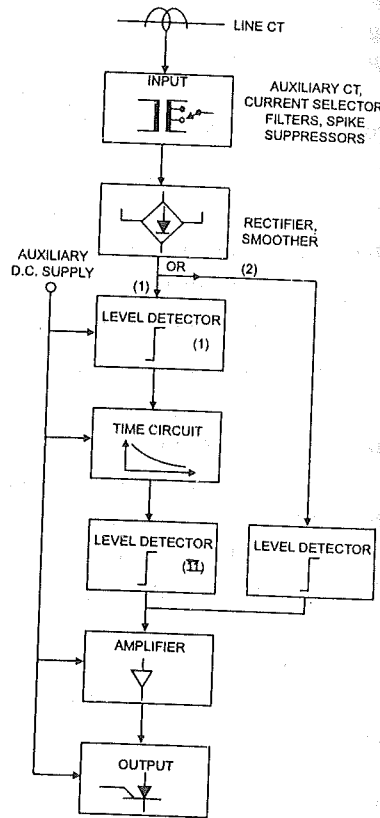 LINE CT
INPUT
AUXILIARY CT,
CURRENT SELECTOR
FILTERS, SPIKE
SUPPRESSORS
RECTIFIER,
SMOOTHER
AUXILIARY
D.C. SUPPLY
OR
(2)
(1)
LEVEL DETECTOR
(1)
TIME CIRCUIT
LEVEL DETECTOR
(II)
LEVEL DETECTOR
AMPLIFIER
OUTPUT